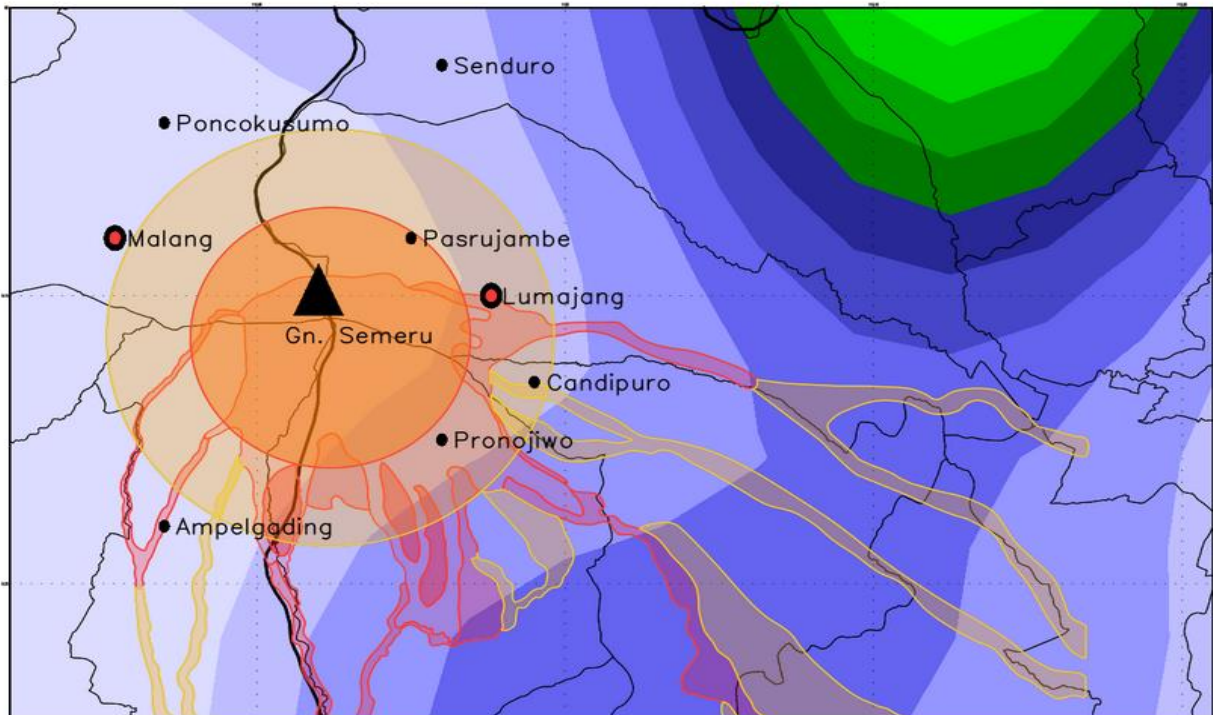 Senduro
Poncokusumo
Malang
Pasrujambe
Lumajang
Gn. Semeru
Candipuro
Pronojiwo
Ampelgading